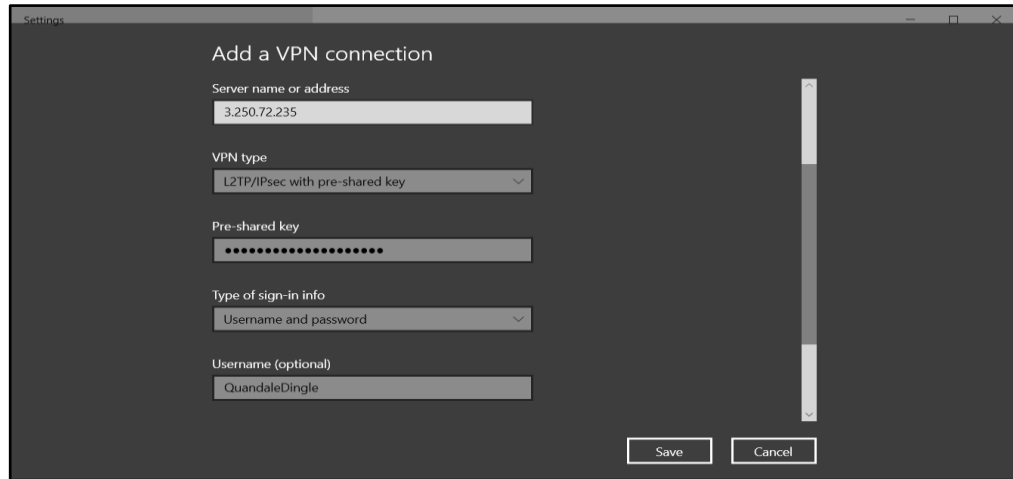 Settings
Add a VPN connection
Server name or address
3.250.72.235
VPN type
L2TP/IPsec with pre-shared key
Pre-shared key
••••••••••••••••••••
Type of sign-in info
Username and password
Username (optional)
QuandaleDingle
Save Cancel